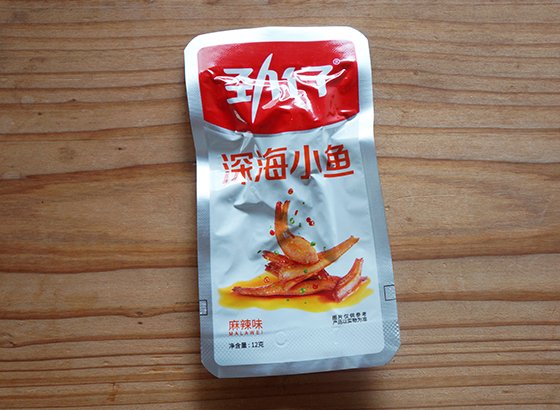 劲仔®
深海小鱼
麻辣味
MALAWEI
净含量:12克
图片仅供参考
产品以实物为准